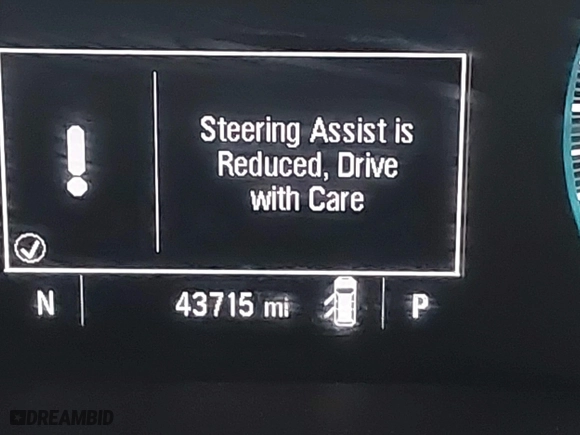 Steering Assist is
Reduced, Drive
with Care
N 43715 mi P
DREAMBID